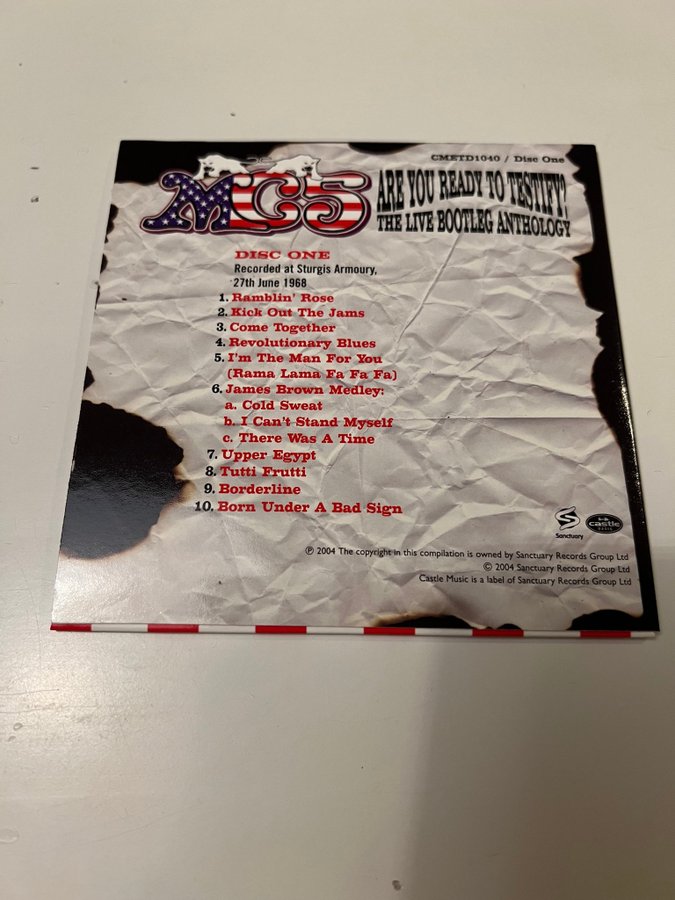 CMETD1040 / Disc One
MC5
ARE YOU READY TO TESTIFY?
THE LIVE BOOTLEG ANTHOLOGY
DISC ONE
Recorded at Sturgis Armoury,
27th June 1968
1. Ramblin' Rose
2. Kick Out The Jams
3. Come Together
4. Revolutionary Blues
5. I'm The Man For You
(Rama Lama Fa Fa Fa)
6. James Brown Medley:
a. Cold Sweat
b. I Can't Stand Myself
c. There Was A Time
7. Upper Egypt
8. Tutti Frutti
9. Borderline
10. Born Under A Bad Sign
Sanctuary
castle
MUSIC
℗ 2004 The copyright in this compilation is owned by Sanctuary Records Group Ltd
© 2004 Sanctuary Records Group Ltd
Castle Music is a label of Sanctuary Records Group Ltd